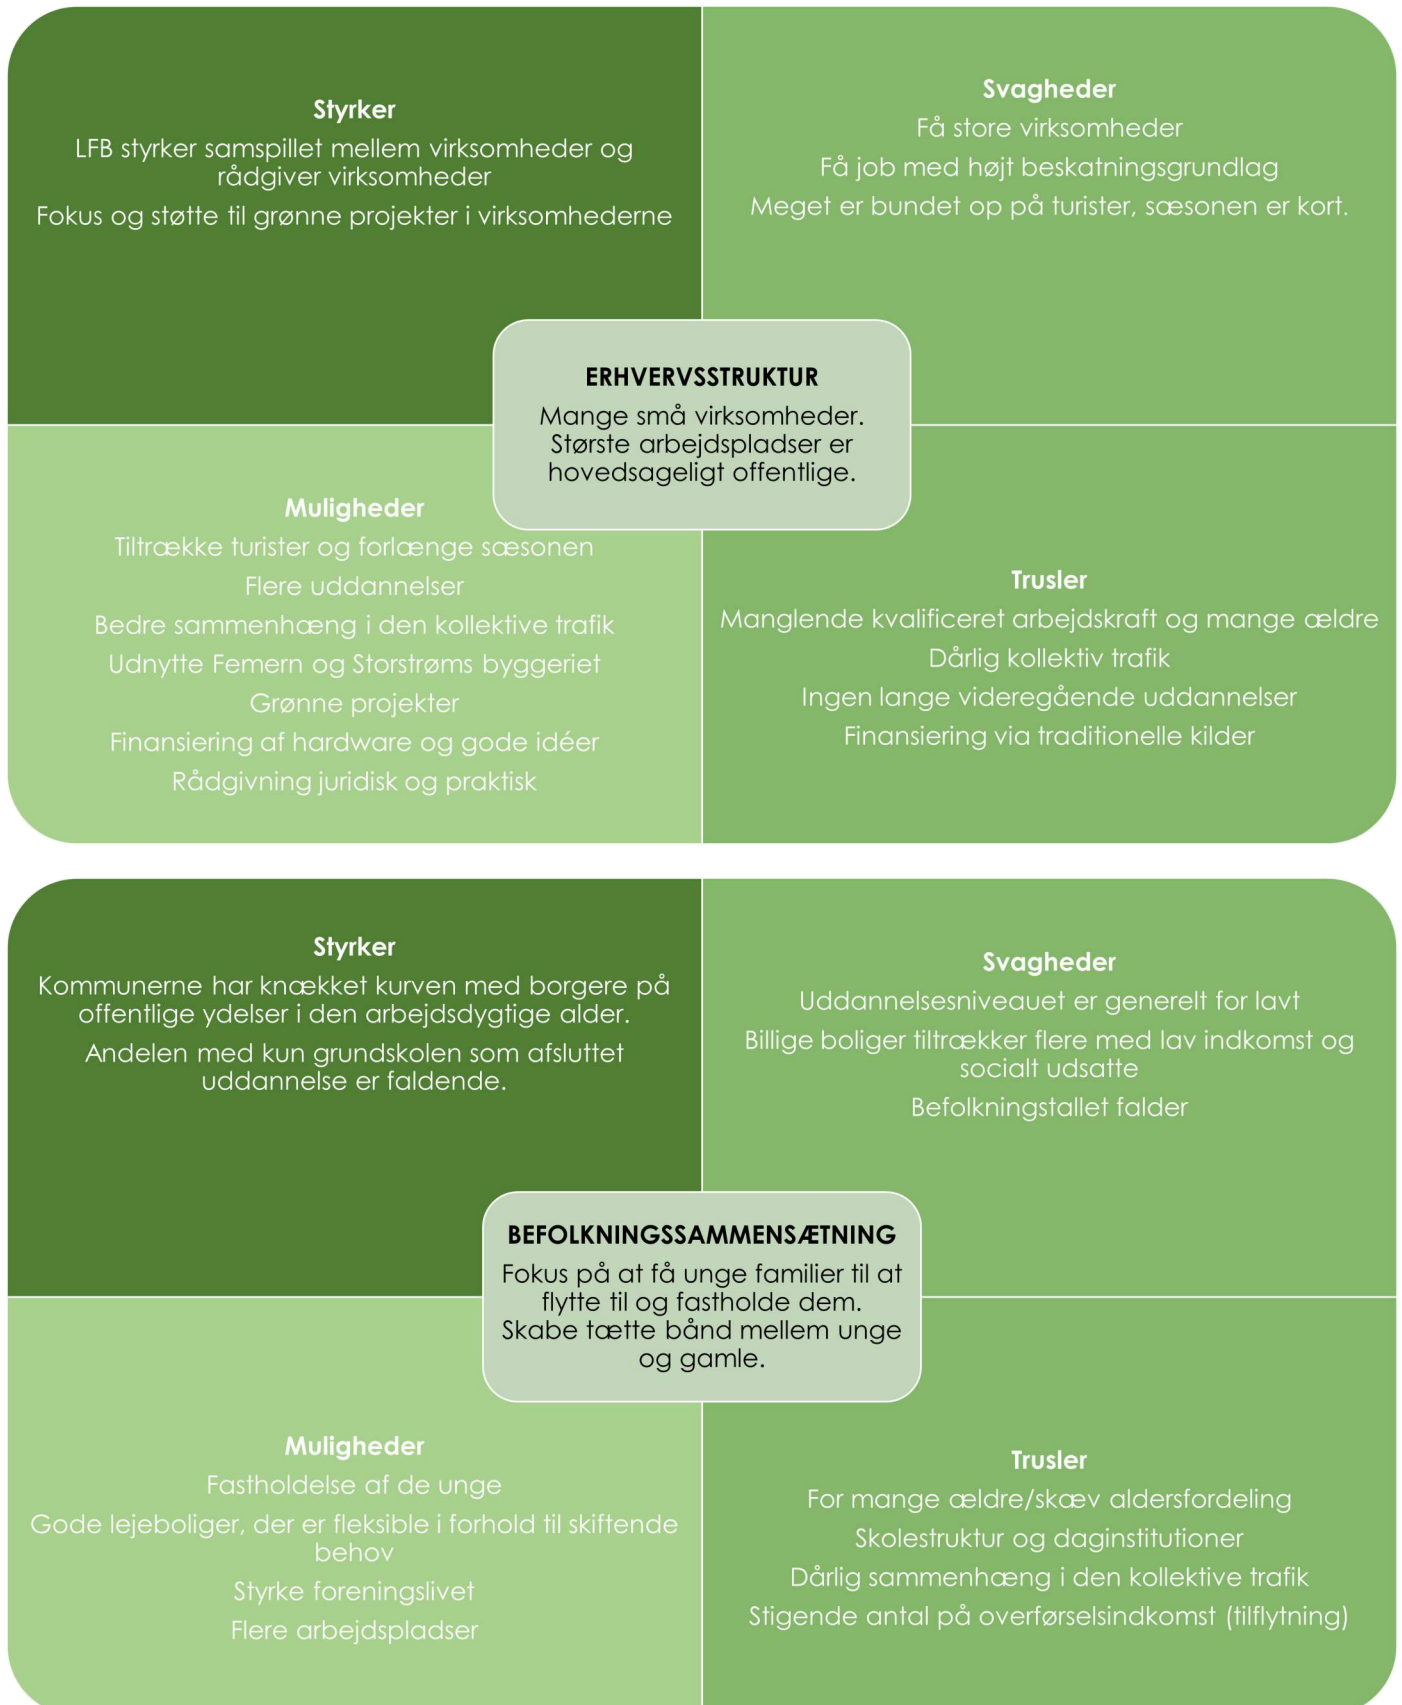 Styrker
LFB styrker samspillet mellem virksomheder og
rådgiver virksomheder
Fokus og støtte til grønne projekter i virksomhederne
Svagheder
Få store virksomheder
Få job med højt beskatningsgrundlag
Meget er bundet op på turister, sæsonen er kort.
ERHVERVSSTRUKTUR
Mange små virksomheder.
Største arbejdspladser er
hovedsageligt offentlige.
Muligheder
Tiltrække turister og forlænge sæsonen
Flere uddannelser
Bedre sammenhæng i den kollektive trafik
Udnytte Femern og Storstrøms byggeriet
Grønne projekter
Finansiering af hardware og gode idéer
Rådgivning juridisk og praktisk
Trusler
Manglende kvalificeret arbejdskraft og mange ældre
Dårlig kollektiv trafik
Ingen lange videregående uddannelser
Finansiering via traditionelle kilder
Styrker
Kommunerne har knækket kurven med borgere på
offentlige ydelser i den arbejdsdygtige alder.
Andelen med kun grundskolen som afsluttet
uddannelse er faldende.
Svagheder
Uddannelsesniveauet er generelt for lavt
Billige boliger tiltrækker flere med lav indkomst og
socialt udsatte
Befolkningstallet falder
BEFOLKNINGSSAMMENSÆTNING
Fokus på at få unge familier til at
flytte til og fastholde dem.
Skabe tætte bånd mellem unge
og gamle.
Muligheder
Fastholdelse af de unge
Gode lejeboliger, der er fleksible i forhold til skiftende
behov
Styrke foreningslivet
Flere arbejdspladser
Trusler
For mange ældre/skæv aldersfordeling
Skolestruktur og daginstitutioner
Dårlig sammenhæng i den kollektive trafik
Stigende antal på overførselsindkomst (tilflytning)